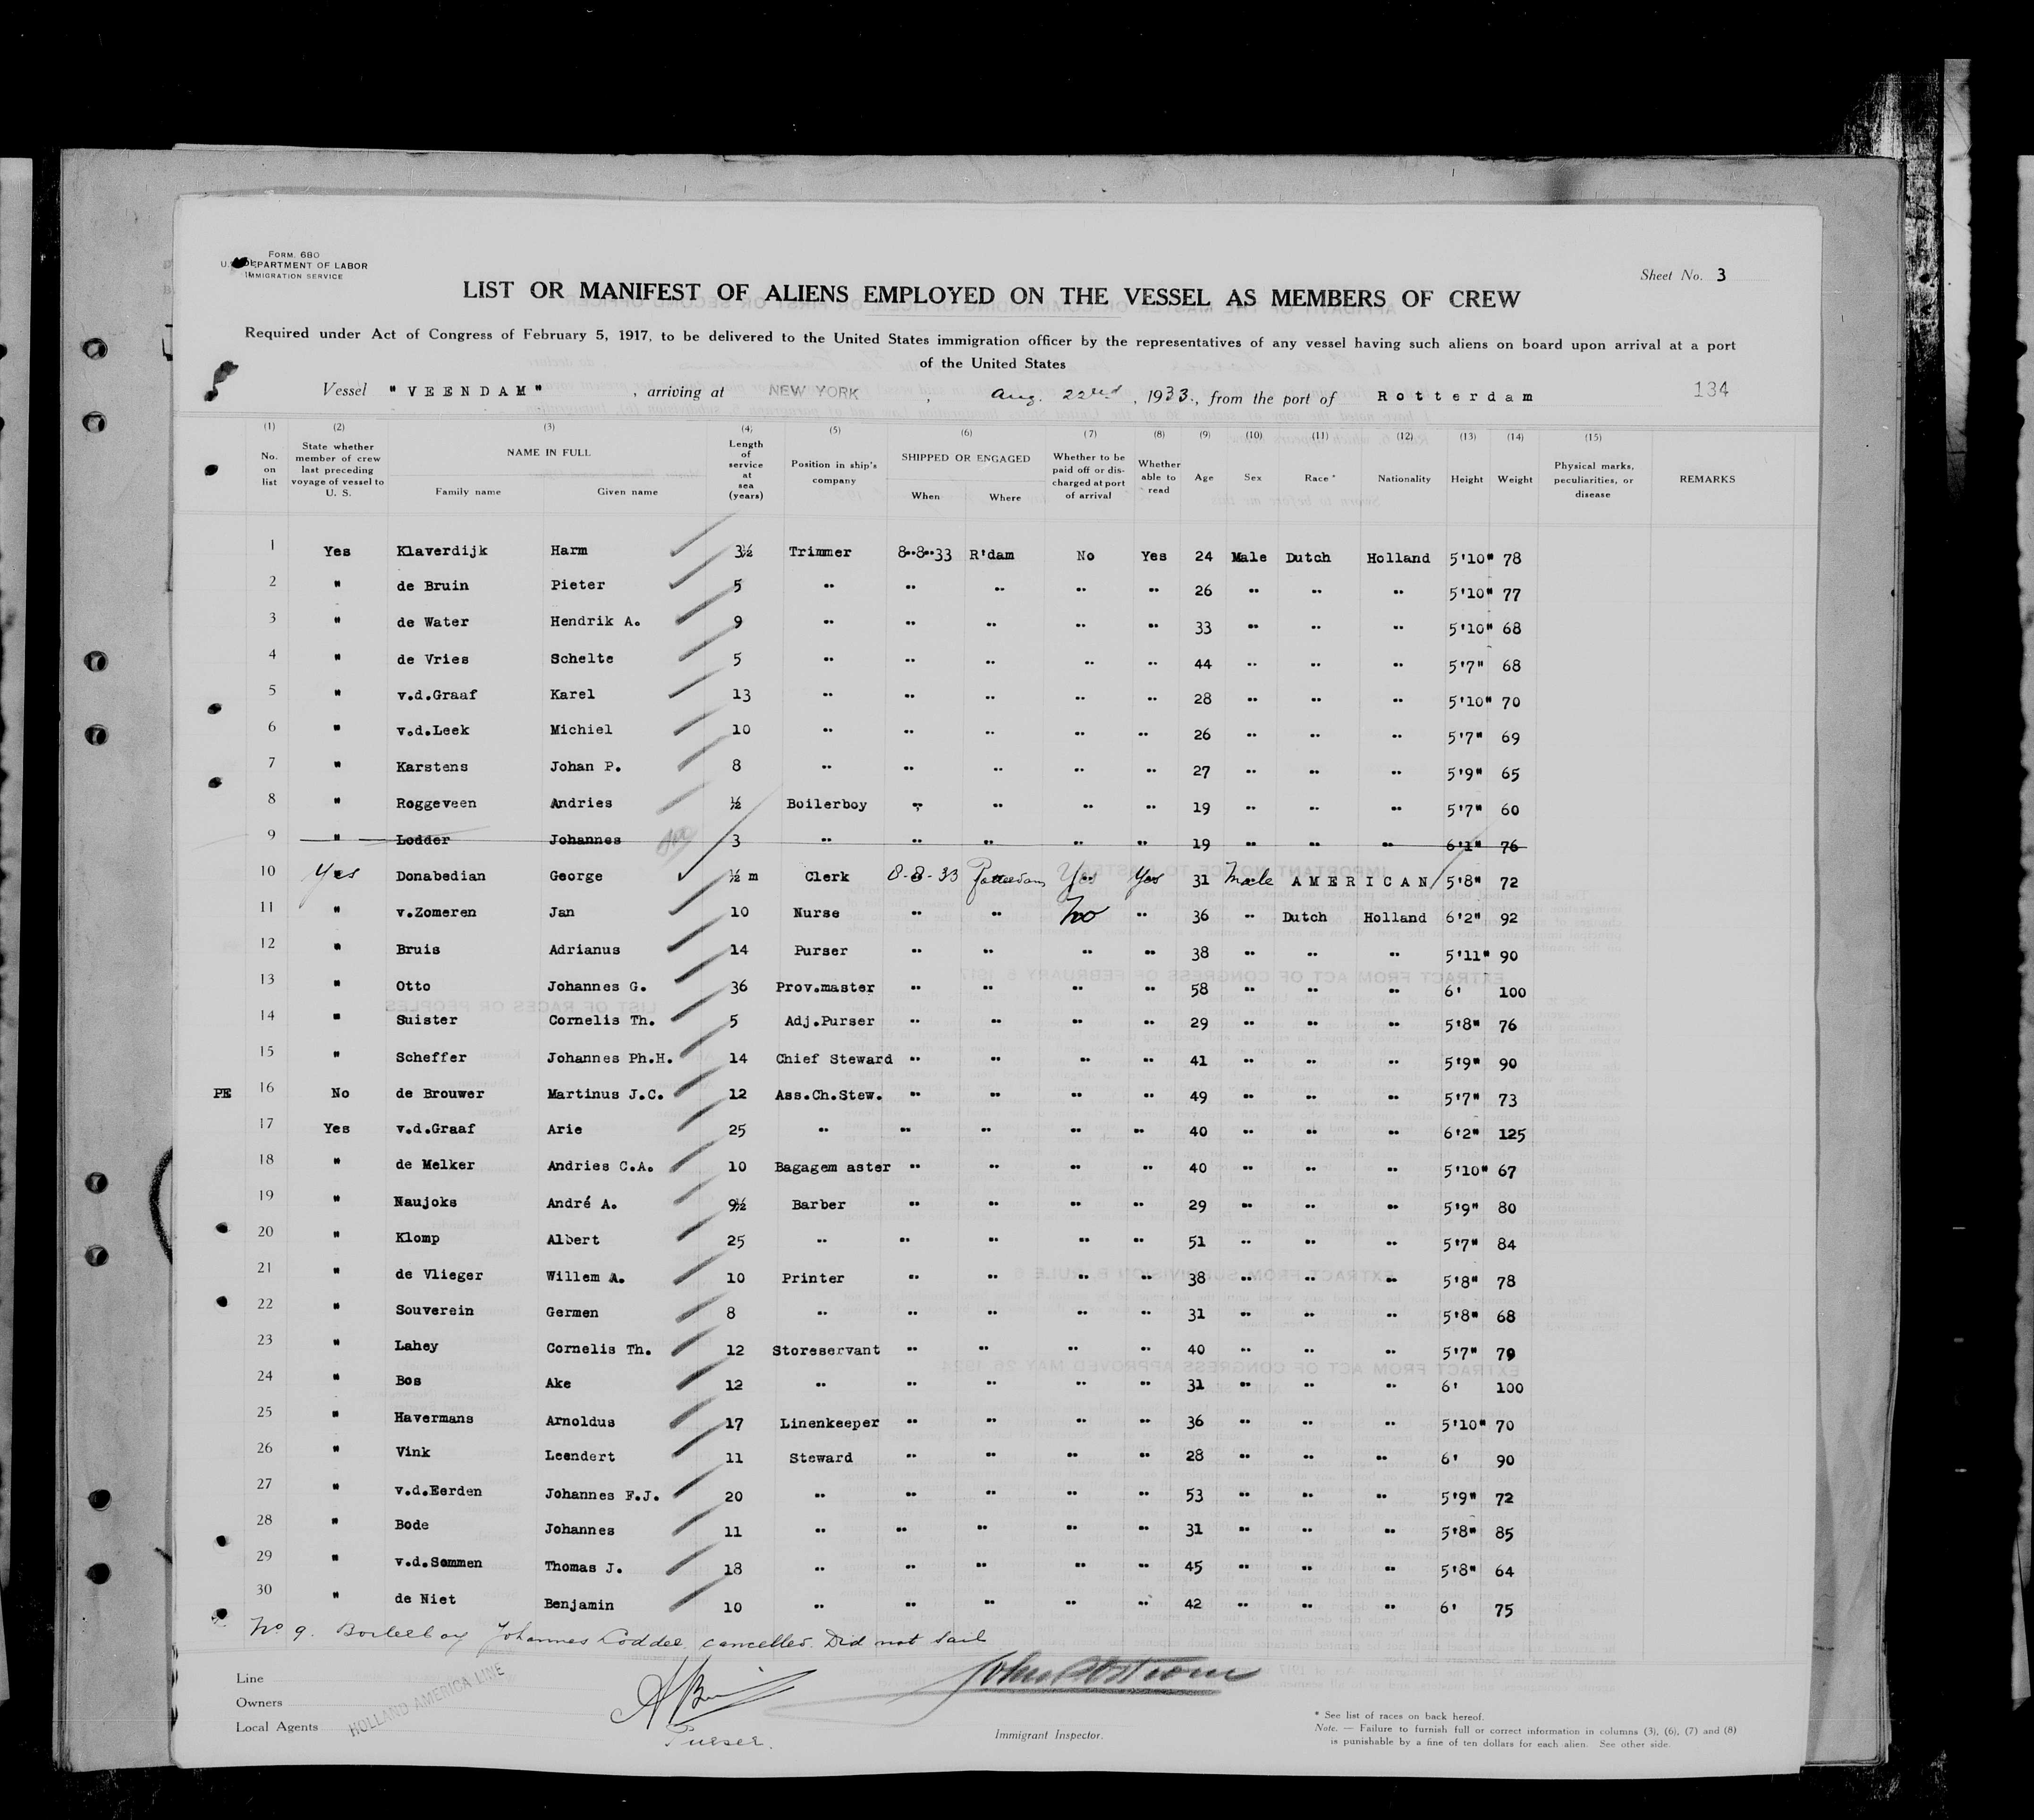 FORM. 680
U. S. DEPARTMENT OF LABOR
IMMIGRATION SERVICE
Sheet No. 3
LIST OR MANIFEST OF ALIENS EMPLOYED ON THE VESSEL AS MEMBERS OF CREW
Required under Act of Congress of February 5, 1917, to be delivered to the United States immigration officer by the representatives of any vessel having such aliens on board upon arrival at a port
of the United States
Vessel "VEENDAM", arriving at NEW YORK, Aug. 22nd, 1933., from the port of Rotterdam 134
(1) (2) (3) (4) (5) (6) (7) (8) (9) (10) (11) (12) (13) (14) (15)
No. on list State whether member of crew last preceding voyage of vessel to U. S. NAME IN FULL Family name Given name Length of service at sea (years) Position in ship's company SHIPPED OR ENGAGED When Where Whether to be paid off or discharged at port of arrival Whether able to read Age Sex Race * Nationality Height Weight Physical marks, peculiarities, or disease REMARKS
1 Yes Klaverdijk Harm 3½ Trimmer 8--8--33 R'dam No Yes 24 Male Dutch Holland 5'10" 78
2 " de Bruin Pieter 5 " " " " " 26 " " " 5'10" 77
3 " de Water Hendrik A. 9 " " " " " 33 " " " 5'10" 68
4 " de Vries Schelte 5 " " " " " 44 " " " 5'7" 68
5 " v.d.Graaf Karel 13 " " " " " 28 " " " 5'10" 70
6 " v.d.Leek Michiel 10 " " " " " 26 " " " 5'7" 69
7 " Karstens Johan P. 8 " " " " " 27 " " " 5'9" 65
8 " Roggeveen Andries ½ Boilerboy " " " " 19 " " " 5'7" 60
9 " Lodder Johannes 3 " " " " " 19 " " " 6'1" 76
10 Yes Donabedian George ½ m Clerk 8-8-33 Rotterdam Yes Yes 31 Male AMERICAN 5'8" 72
11 " v.Zomeren Jan 10 Nurse " " No " 36 " Dutch Holland 6'2" 92
12 " Bruis Adrianus 14 Purser " " " " 38 " " " 5'11" 90
13 " Otto Johannes G. 36 Prov.master " " " " 58 " " " 6' 100
14 " Suister Cornelis Th. 5 Adj.Purser " " " " 29 " " " 5'8" 76
15 " Scheffer Johannes Ph.H. 14 Chief Steward " " " " 41 " " " 5'9" 90
PE 16 No de Brouwer Martinus J.C. 12 Ass.Ch.Stew. " " " " 49 " " " 5'7" 73
17 Yes v.d.Graaf Arie 25 " " " " " 40 " " " 6'2" 125
18 " de Melker Andries C.A. 10 Bagagem aster " " " " 40 " " " 5'10" 67
19 " Naujoks André A. 9½ Barber " " " " 29 " " " 5'9" 80
20 " Klomp Albert 25 " " " " " 51 " " " 5'7" 84
21 " de Vlieger Willem A. 10 Printer " " " " 38 " " " 5'8" 78
22 " Souverein Germen 8 " " " " " 31 " " " 5'8" 68
23 " Lahey Cornelis Th. 12 Storeservant " " " " 40 " " " 5'7" 79
24 " Bos Ake 12 " " " " " 31 " " " 6' 100
25 " Havermans Arnoldus 17 Linenkeeper " " " " 36 " " " 5'10" 70
26 " Vink Leendert 11 Steward " " " " 28 " " " 6' 90
27 " v.d.Eerden Johannes F.J. 20 " " " " " 53 " " " 5'9" 72
28 " Bode Johannes 11 " " " " " 31 " " " 5'8" 85
29 " v.d.Sommen Thomas J. 18 " " " " " 45 " " " 5'8" 64
30 " de Niet Benjamin 10 " " " " " 42 " " " 6' 75
No 9. Boilerboy Johannes Lodder cancelled. Did not sail
Line
Owners
Local Agents
HOLLAND AMERICA LINE
Purser.
Immigrant Inspector.
* See list of races on back hereof.
Note. — Failure to furnish full or correct information in columns (3), (6), (7) and (8)
is punishable by a fine of ten dollars for each alien. See other side.